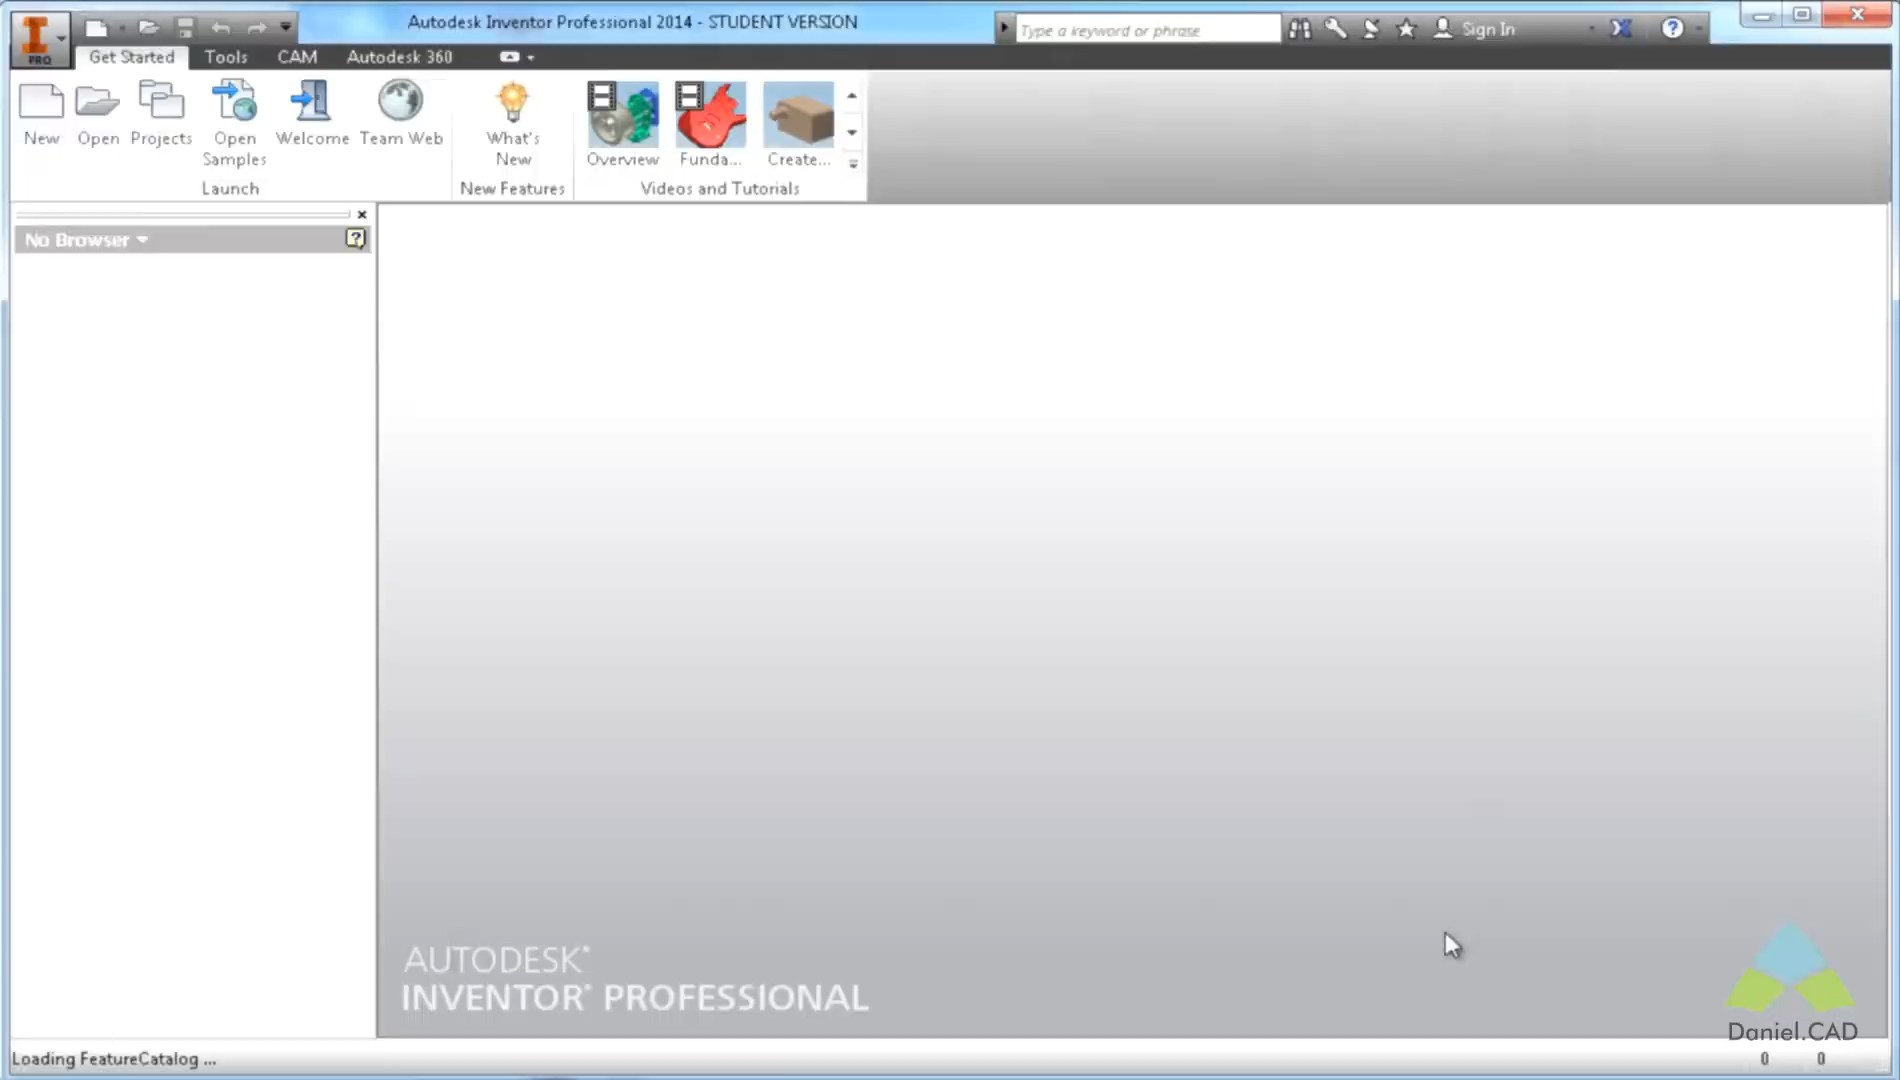 Autodesk Inventor Professional 2014 - STUDENT VERSION
Type a keyword or phrase
Sign In
PRO
Get Started
Tools
CAM
Autodesk 360
New
Open
Projects
Open
Samples
Welcome
Team Web
What's
New
Overview
Funda...
Create...
Launch
New Features
Videos and Tutorials
No Browser
AUTODESK®
INVENTOR® PROFESSIONAL
Daniel.CAD
Loading FeatureCatalog ...
0
0